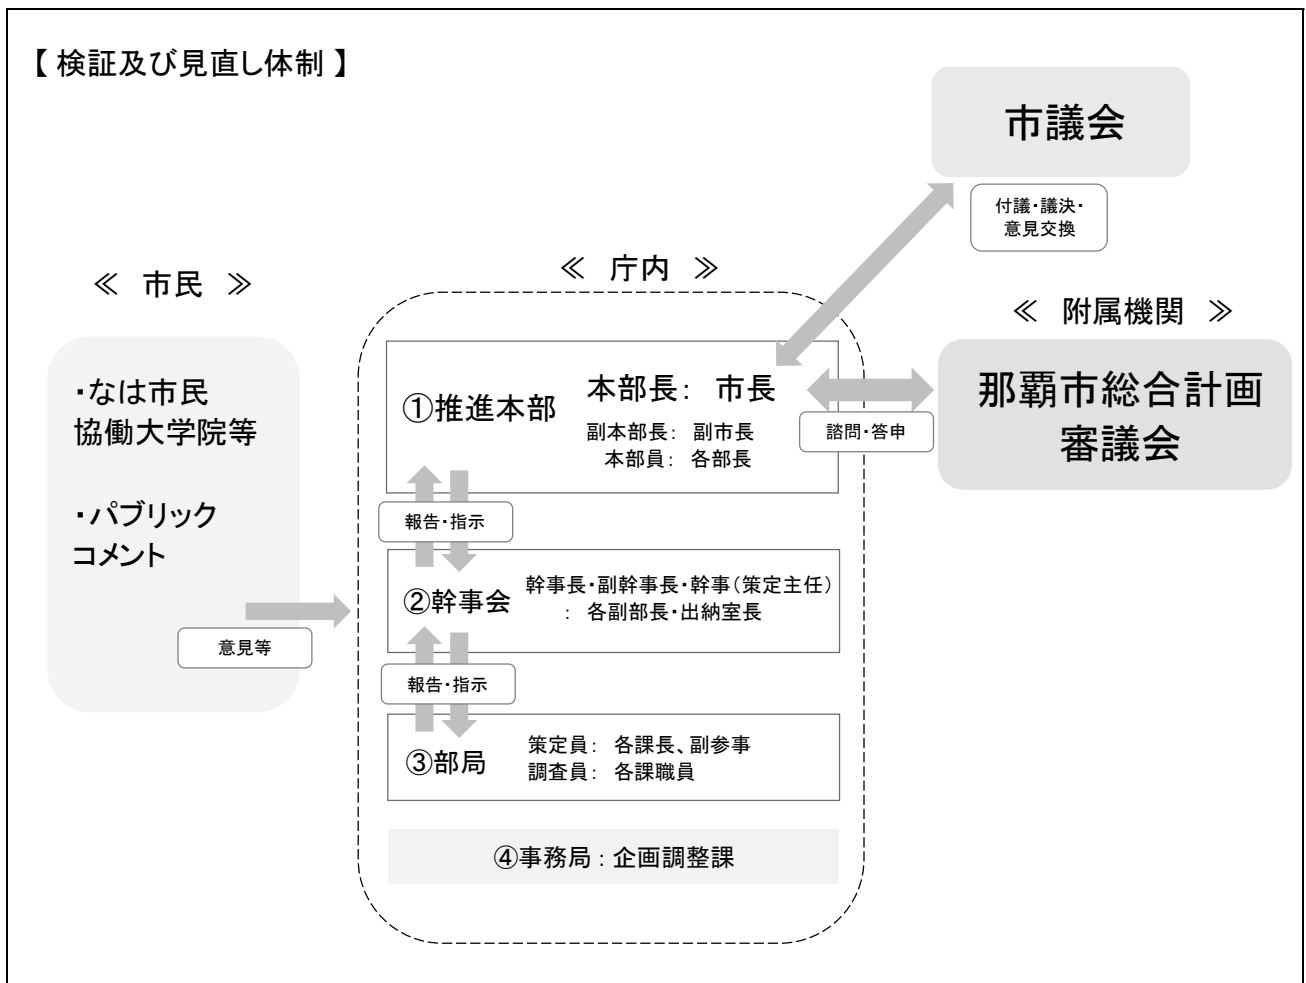 【 検証及び見直し体制 】
市議会
付議・議決・
意見交換
≪ 市民 ≫
・なは市民
協働大学院等
・パブリック
コメント
意見等
≪ 庁内 ≫
①推進本部
本部長： 市長
副本部長： 副市長
本部員： 各部長
報告・指示
②幹事会
幹事長・副幹事長・幹事（策定主任）
： 各副部長・出納室長
報告・指示
③部局
策定員： 各課長、副参事
調査員： 各課職員
④事務局：企画調整課
≪ 附属機関 ≫
那覇市総合計画
審議会
諮問・答申